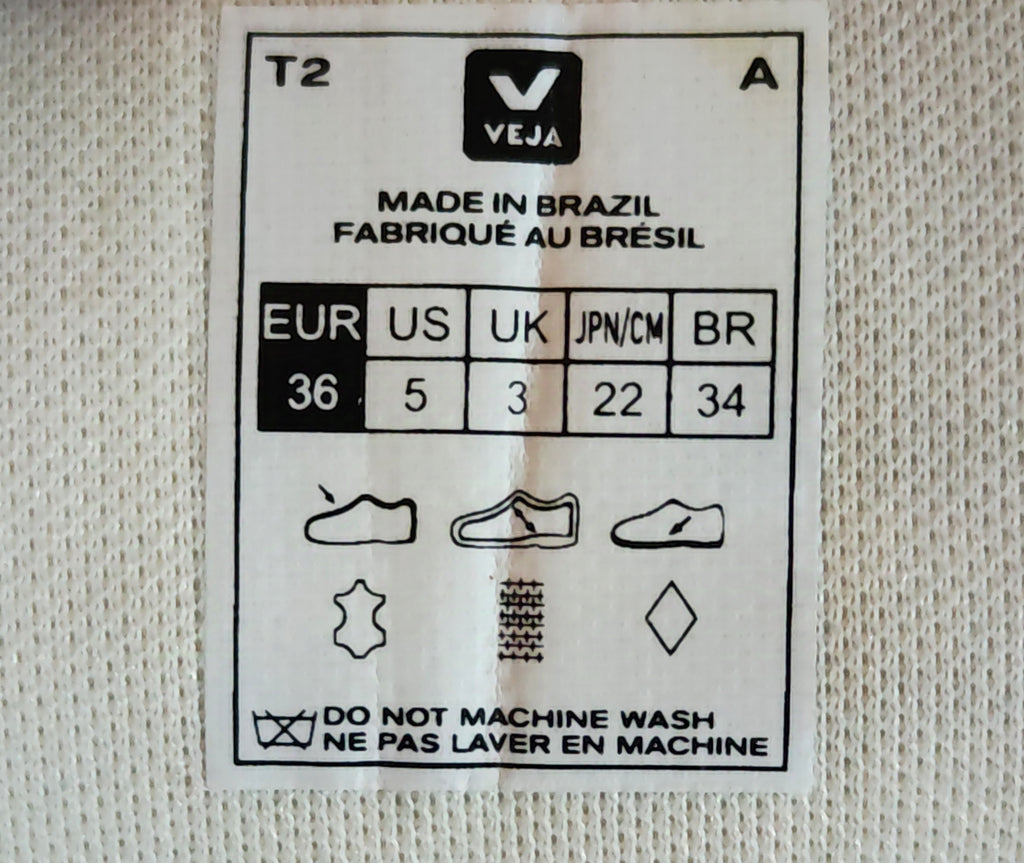 T2 A
VEJA
MADE IN BRAZIL
FABRIQUÉ AU BRÉSIL
EUR US UK JPN/CM BR
36 5 3 22 34
DO NOT MACHINE WASH
NE PAS LAVER EN MACHINE